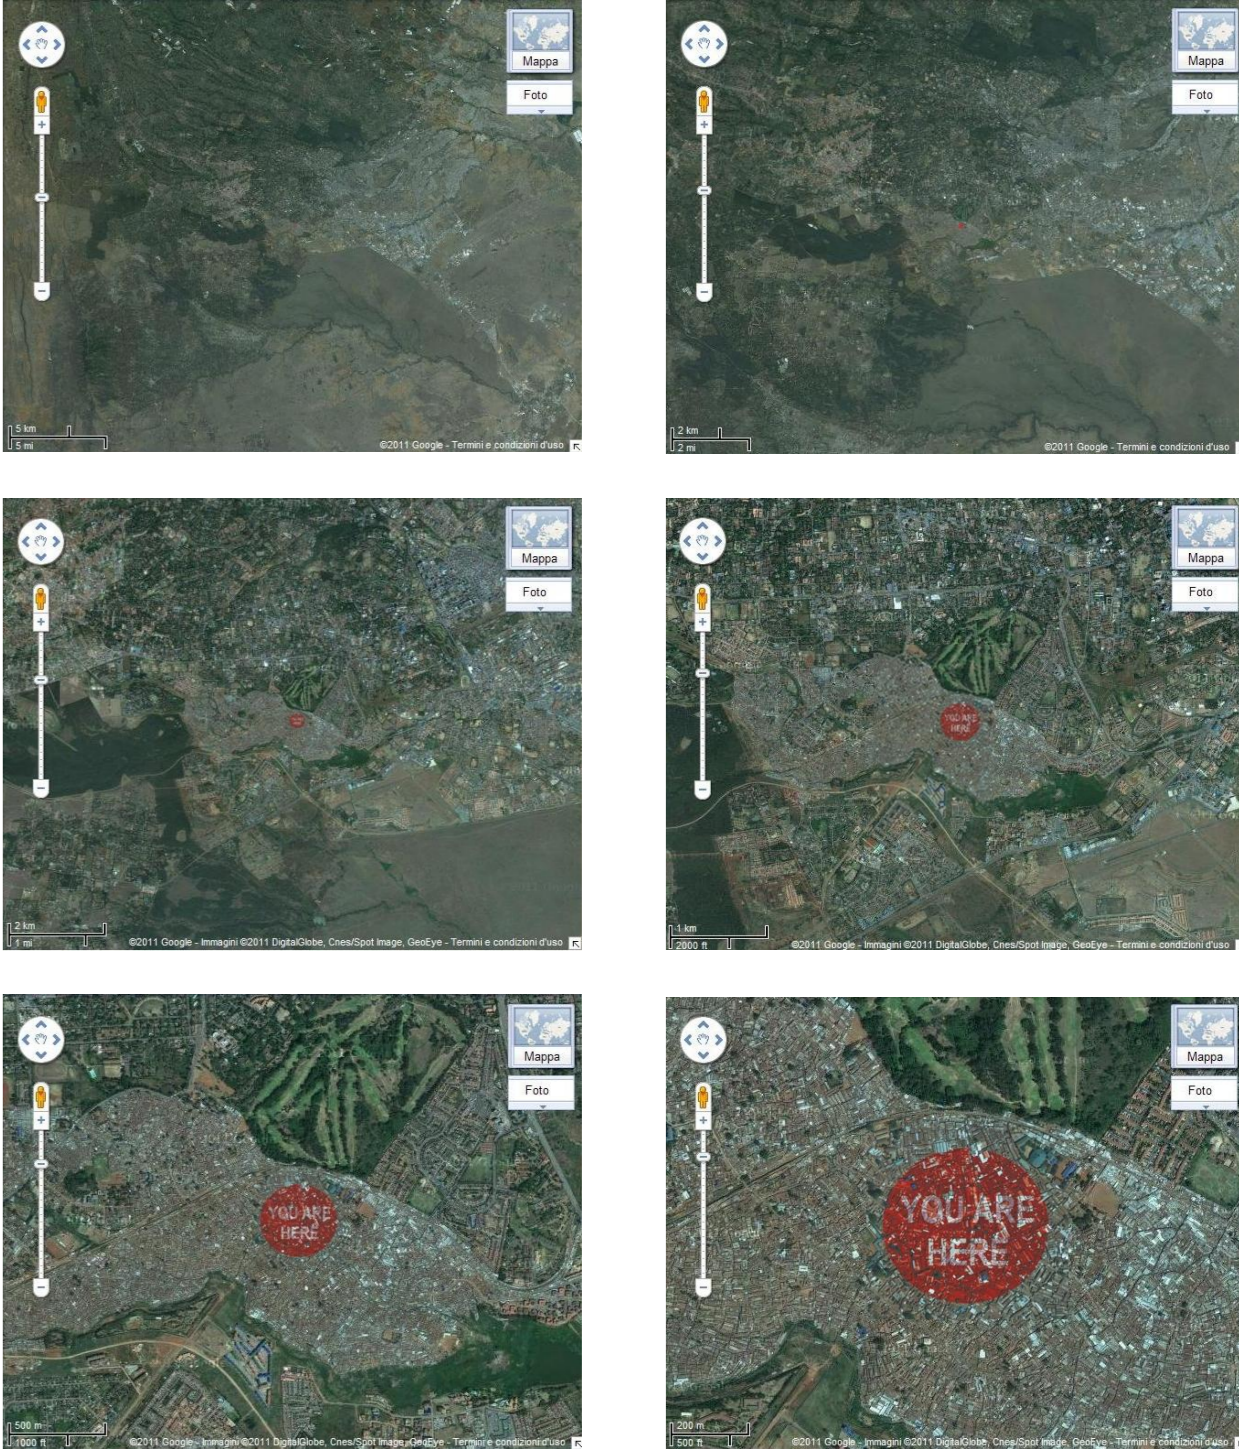 Mappa
Foto
5 km
5 mi
©2011 Google - Termini e condizioni d'uso
Mappa
Foto
2 km
2 mi
©2011 Google - Termini e condizioni d'uso
Mappa
Foto
2 km
1 mi
©2011 Google - Immagini ©2011 DigitalGlobe, Cnes/Spot Image, GeoEye - Termini e condizioni d'uso
Mappa
Foto
YOU ARE
HERE
1 km
2000 ft
©2011 Google - Immagini ©2011 DigitalGlobe, Cnes/Spot Image, GeoEye - Termini e condizioni d'uso
Mappa
Foto
YOU ARE
HERE
500 m
1000 ft
©2011 Google - Immagini ©2011 DigitalGlobe, Cnes/Spot Image, GeoEye - Termini e condizioni d'uso
Mappa
Foto
YOU ARE
HERE
200 m
500 ft
©2011 Google - Immagini ©2011 DigitalGlobe, Cnes/Spot Image, GeoEye - Termini e condizioni d'uso